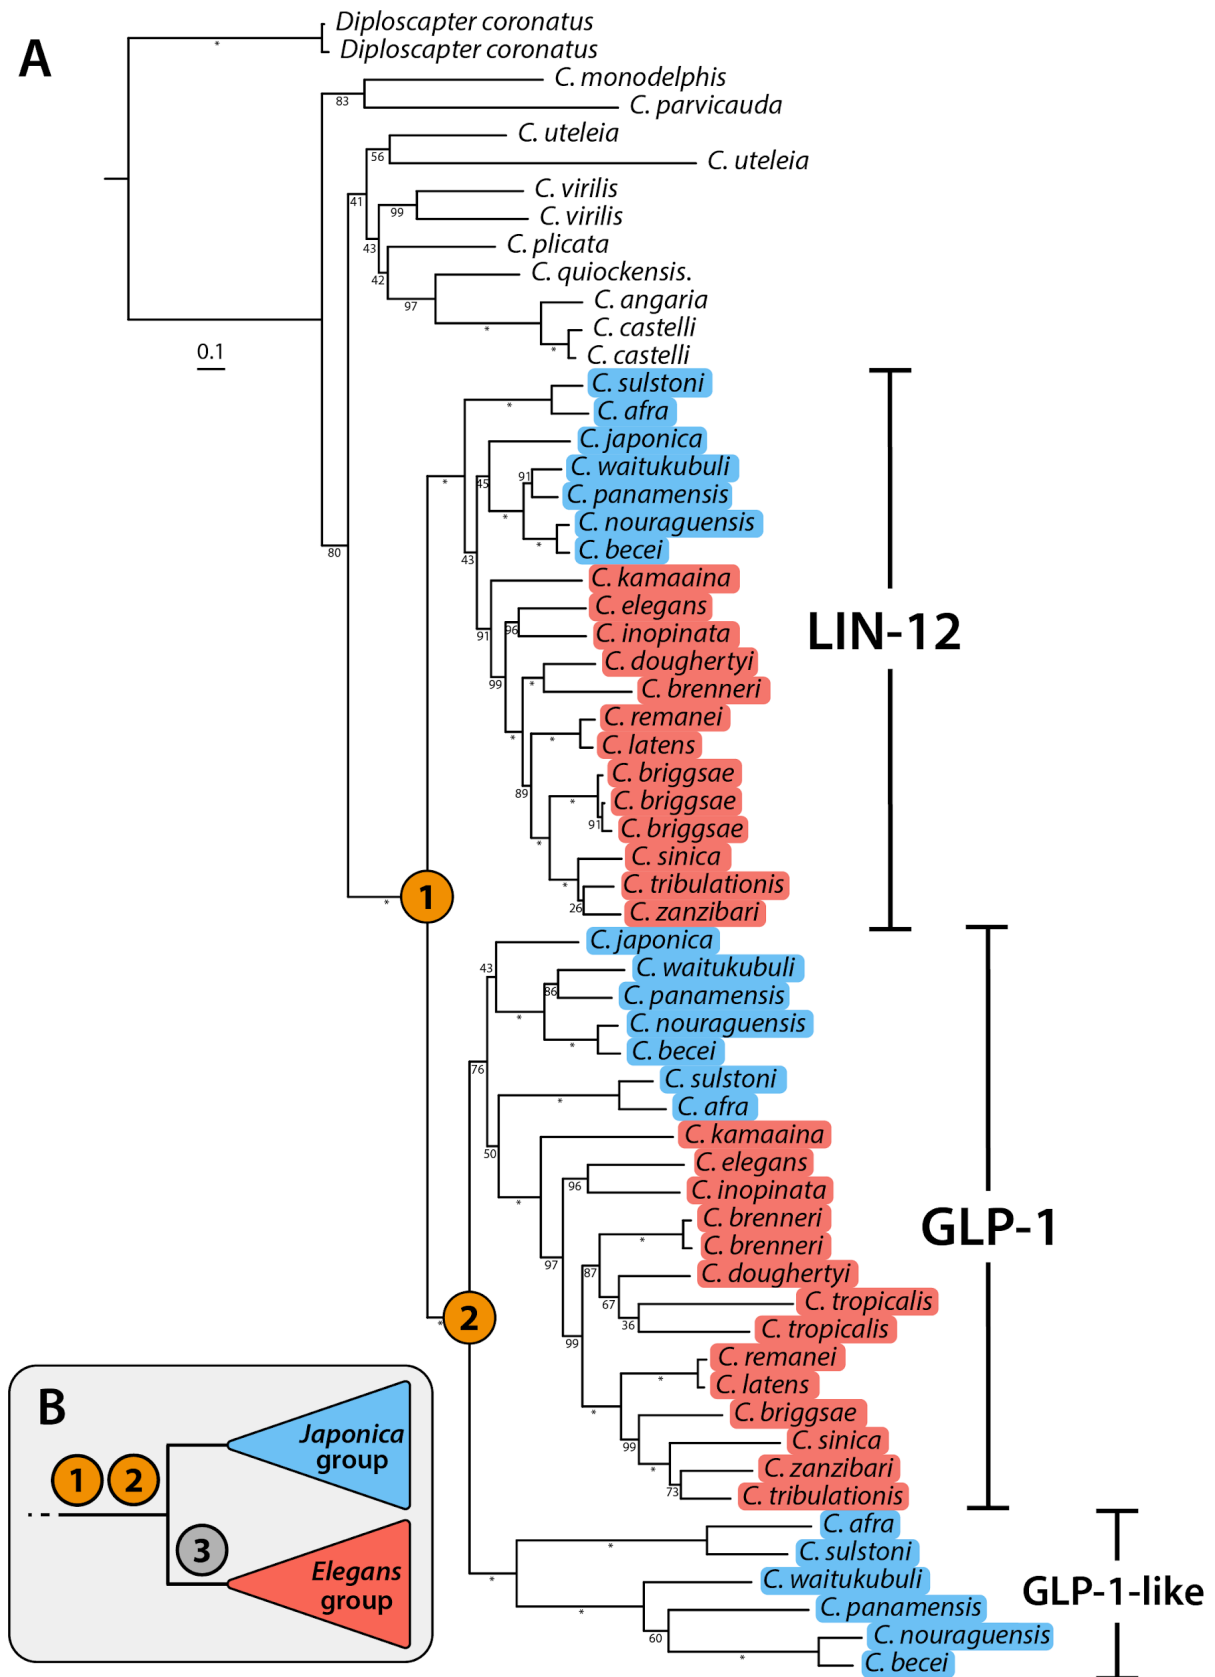 A
Diploscapter coronatus
*
Diploscapter coronatus
C. monodelphis
83
C. parvicauda
C. uteleia
56
C. uteleia
C. virilis
41
99
C. virilis
43
C. plicata
42
C. quiockensis.
97
C. angaria
*
C. castelli
*
C. castelli
0.1
C. sulstoni
*
C. afra
C. japonica
C. waitukubuli
91
*
45
C. panamensis
*
C. nouraguensis
*
C. becei
43
80
C. kamaaina
C. elegans
96
C. inopinata
91
C. doughertyi
99
*
C. brenneri
C. remanei
*
*
C. latens
C. briggsae
89
*
C. briggsae
91
C. briggsae
*
C. sinica
*
C. tribulationis
26
C. zanzibari
LIN-12
1
*
C. japonica
43
C. waitukubuli
86
C. panamensis
*
C. nouraguensis
*
C. becei
76
C. sulstoni
*
C. afra
50
C. kamaaina
C. elegans
96
C. inopinata
*
C. brenneri
*
C. brenneri
97
87
C. doughertyi
67
C. tropicalis
36
C. tropicalis
99
C. remanei
*
C. latens
*
C. briggsae
99
C. sinica
*
C. zanzibari
73
C. tribulationis
GLP-1
2
*
C. afra
*
C. sulstoni
*
C. waitukubuli
*
C. panamensis
60
C. nouraguensis
*
C. becei
GLP-1-like
B
Japonica
group
1
2
3
Elegans
group